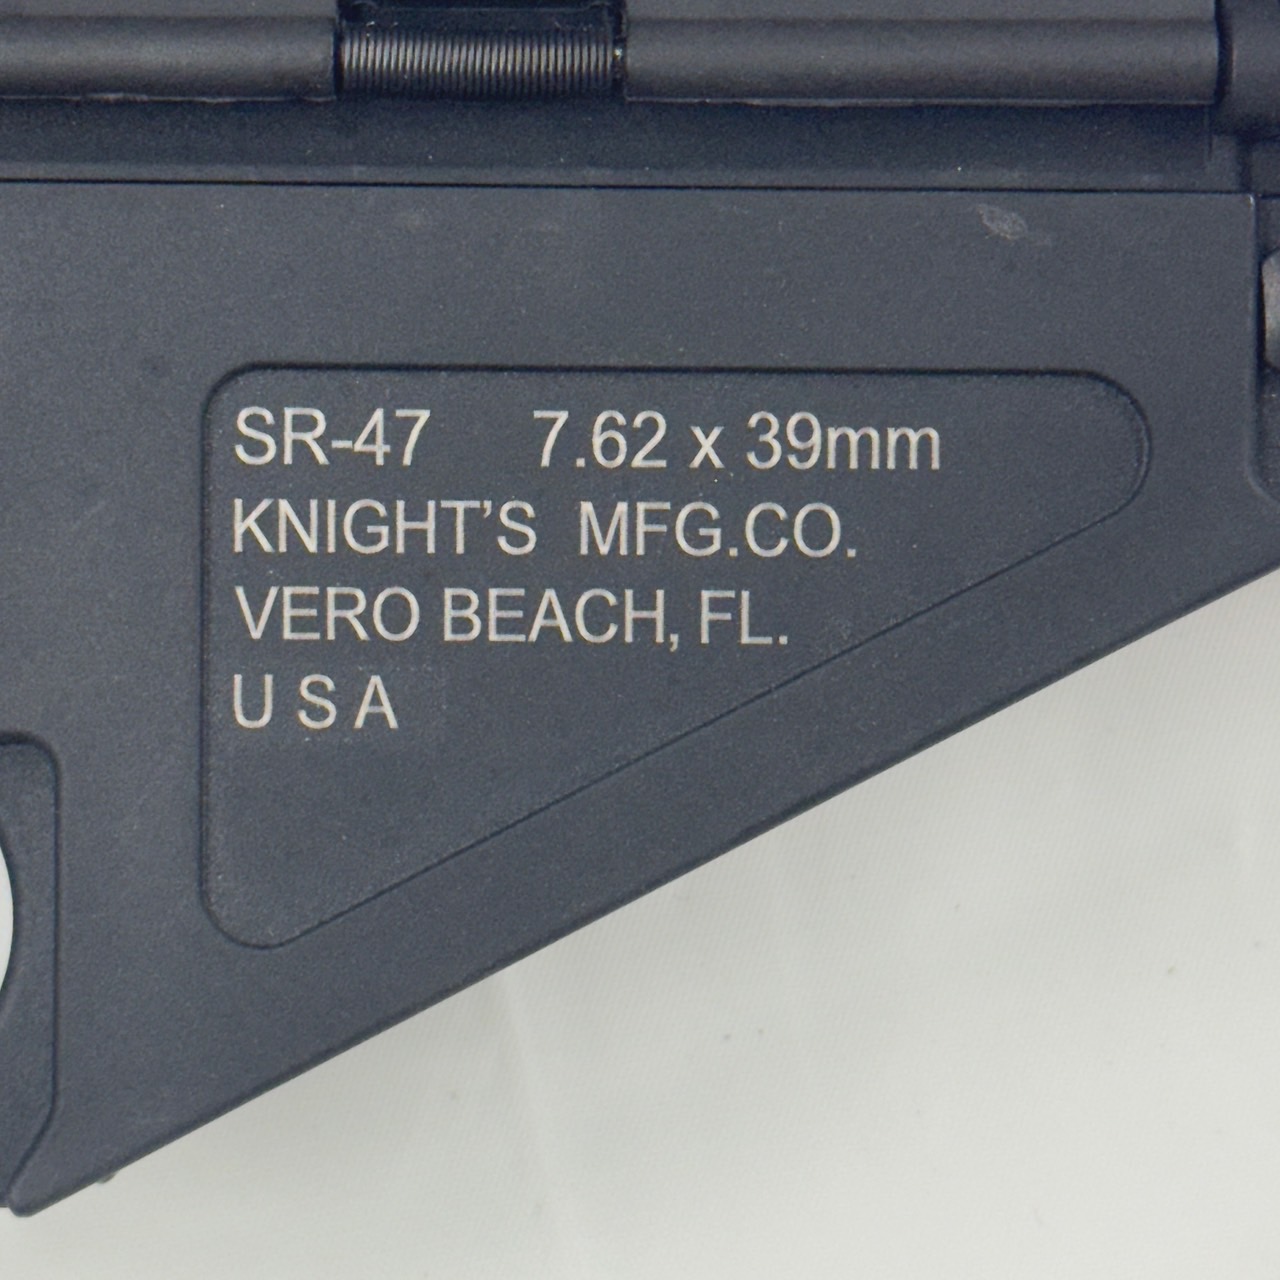 SR-47 7.62 x 39mm
KNIGHT'S MFG.CO.
VERO BEACH, FL.
U S A